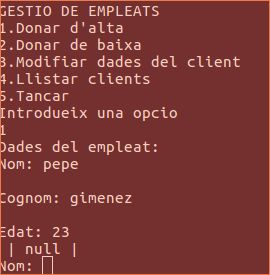 GESTIO DE EMPLEATS
1.Donar d'alta
2.Donar de baixa
3.Modifiar dades del client
4.Llistar clients
5.Tancar
Introdueix una opcio
1
Dades del empleat:
Nom: pepe
Cognom: gimenez
Edat: 23
| null |
Nom: